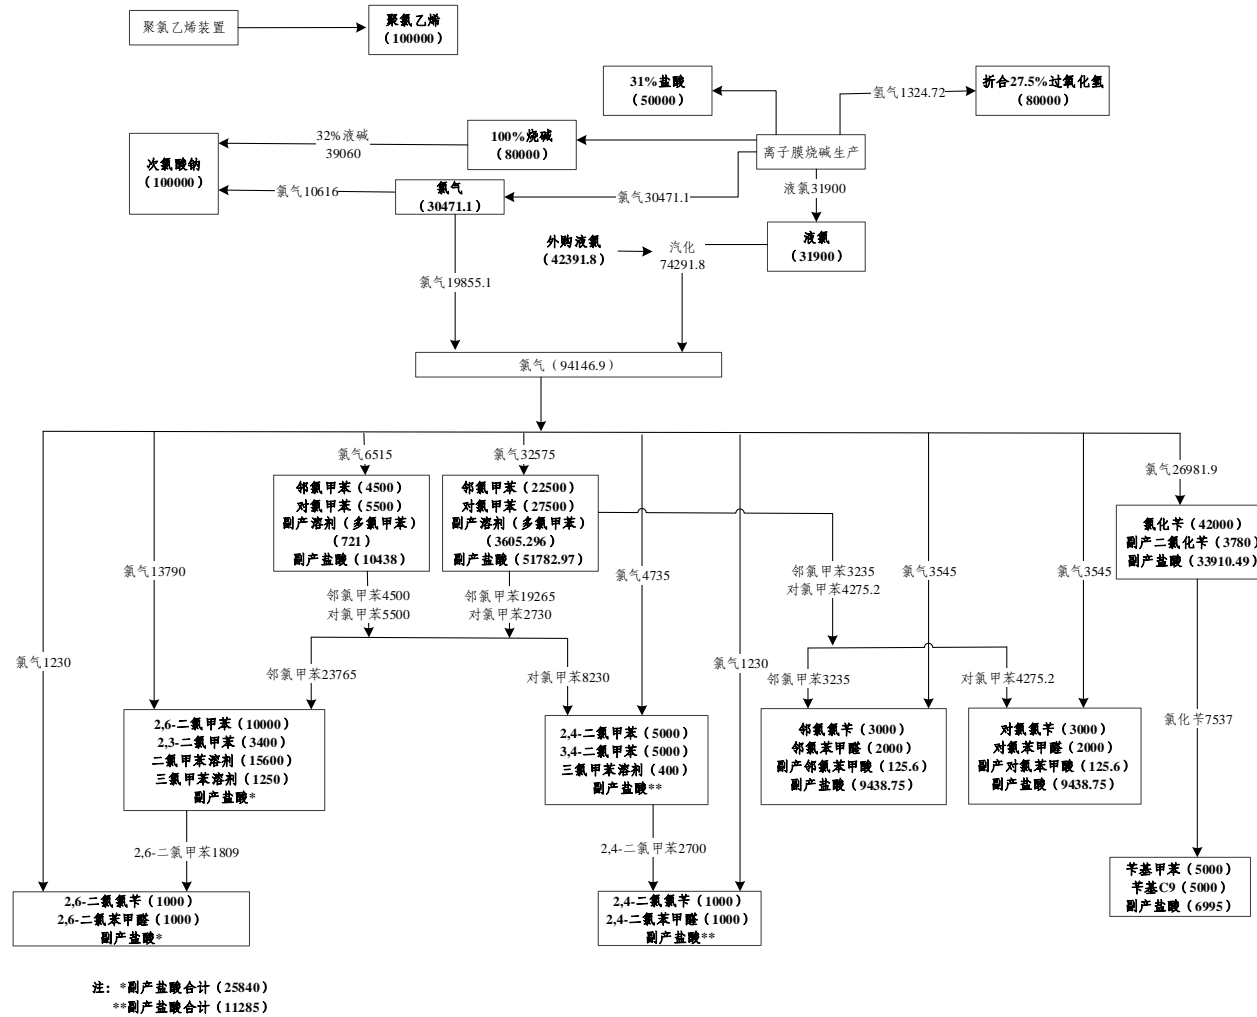 聚氯乙烯装置
聚氯乙烯
(100000)
31%盐酸
(50000)
氢气1324.72
折合27.5%过氧化氢
(80000)
32%液碱
39060
100%烧碱
(80000)
离子膜烧碱生产
次氯酸钠
(100000)
氯气10616
氯气
(30471.1)
氯气30471.1
液氯31900
外购液氯
(42391.8)
汽化
74291.8
液氯
(31900)
氯气19855.1
氯气(94146.9)
氯气6515
氯气32575
氯气26981.9
邻氯甲苯(4500)
对氯甲苯(5500)
副产溶剂(多氯甲苯)
(721)
副产盐酸(10438)
邻氯甲苯(22500)
对氯甲苯(27500)
副产溶剂(多氯甲苯)
(3605.296)
副产盐酸(51782.97)
氯化苄(42000)
副产二氯化苄(3780)
副产盐酸(33910.49)
氯气13790
氯气4735
邻氯甲苯3235
对氯甲苯4275.2
氯气3545
氯气3545
邻氯甲苯4500
对氯甲苯5500
邻氯甲苯19265
对氯甲苯2730
氯气1230
邻氯甲苯23765
对氯甲苯8230
氯气1230
邻氯甲苯3235
对氯甲苯4275.2
氯化苄7537
2,6-二氯甲苯(10000)
2,3-二氯甲苯(3400)
二氯甲苯溶剂(15600)
三氯甲苯溶剂(1250)
副产盐酸*
2,4-二氯甲苯(5000)
3,4-二氯甲苯(5000)
三氯甲苯溶剂(400)
副产盐酸**
邻氯氯苄(3000)
邻氯苯甲醛(2000)
副产邻氯苯甲酸(125.6)
副产盐酸(9438.75)
对氯氯苄(3000)
对氯苯甲醛(2000)
副产对氯苯甲酸(125.6)
副产盐酸(9438.75)
2,6-二氯甲苯1809
2,4-二氯甲苯2700
苄基甲苯(5000)
苄基C9(5000)
副产盐酸(6995)
2,6-二氯氯苄(1000)
2,6-二氯苯甲醛(1000)
副产盐酸*
2,4-二氯氯苄(1000)
2,4-二氯苯甲醛(1000)
副产盐酸**
注：*副产盐酸合计(25840)
**副产盐酸合计(11285)